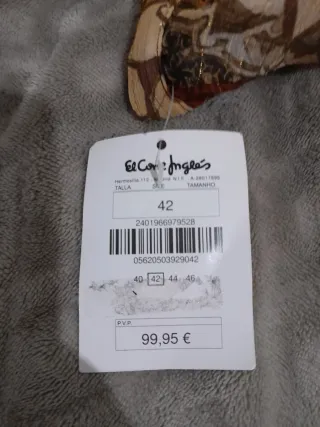 El Corte Inglés
TALLA SIZE TAMANHO
42
2401966979528
05620503929042
40 42 44 46
P.V.P.
99,95 €